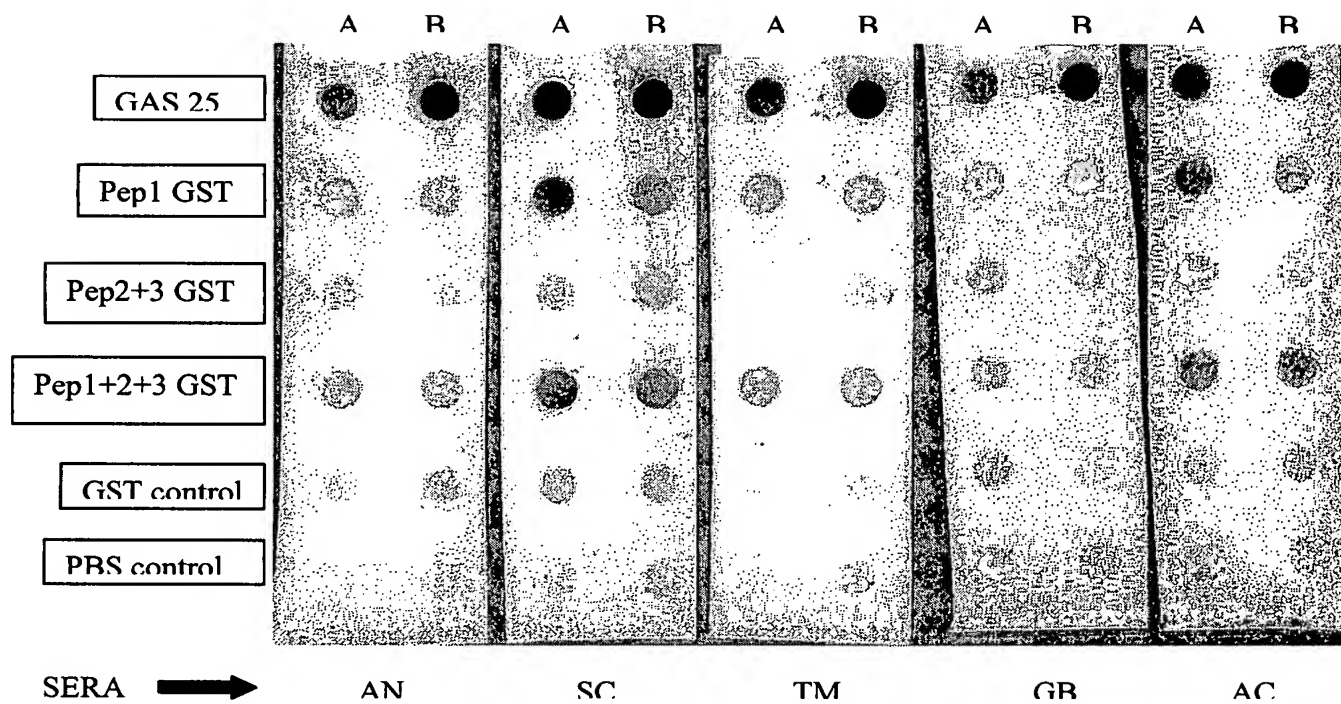 A B A B A B A B A B
GAS 25
Pep1 GST
Pep2+3 GST
Pep1+2+3 GST
GST control
PBS control
SERA AN SC TM GB AC